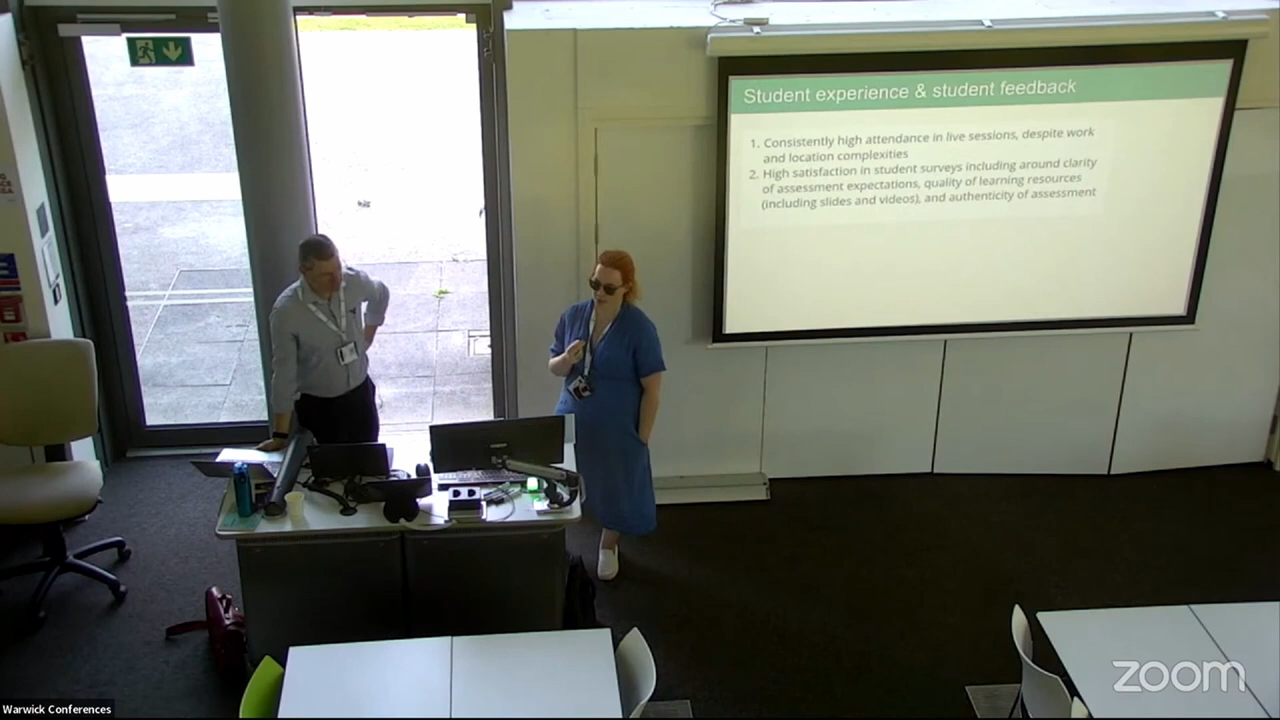 Student experience & student feedback
1. Consistently high attendance in live sessions, despite work
and location complexities
2. High satisfaction in student surveys including around clarity
of assessment expectations, quality of learning resources
(including slides and videos), and authenticity of assessment
zoom
Warwick Conferences